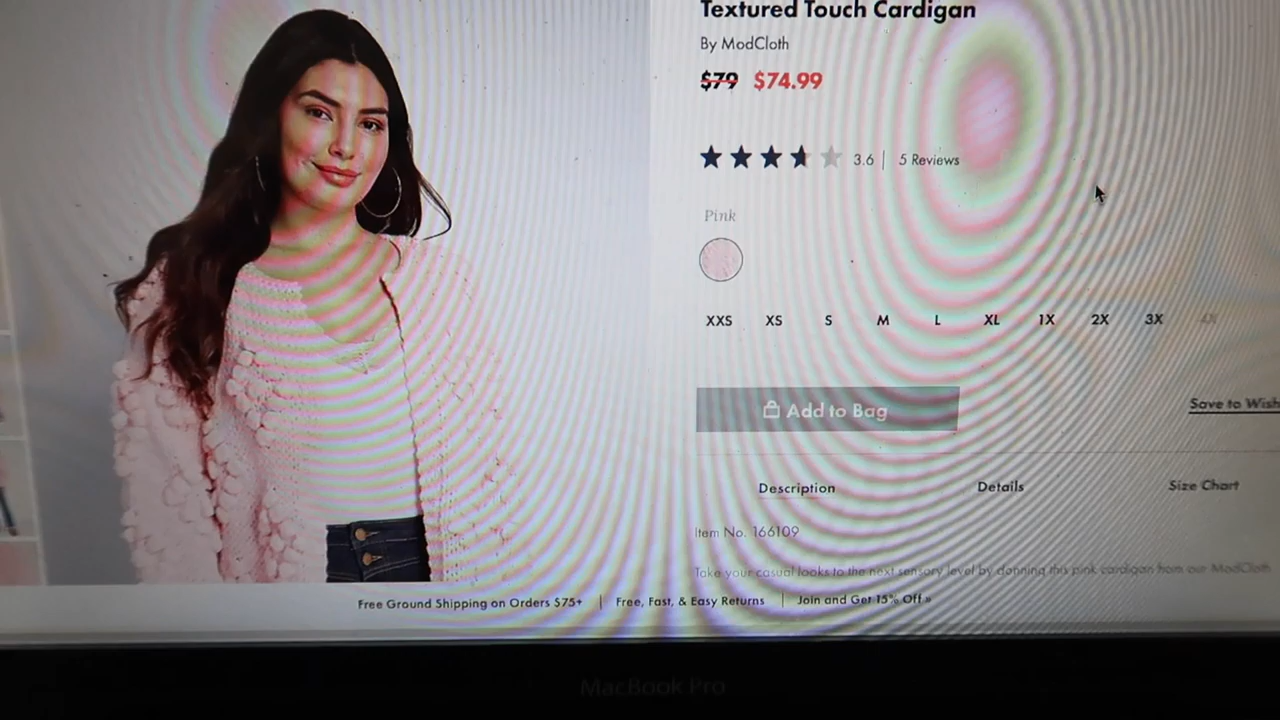 Textured Touch Cardigan
By ModCloth
$79 $74.99
3.6 | 5 Reviews
Pink
XXS XS S M L XL 1X 2X 3X 4X
Add to Bag
Save to Wish
Description Details Size Chart
Item No. 166109
Take your casual looks to the next sensory level by donning this pink cardigan from our ModCloth
Free Ground Shipping on Orders $75+ | Free, Fast, & Easy Returns | Join and Get 15% Off »
MacBook Pro